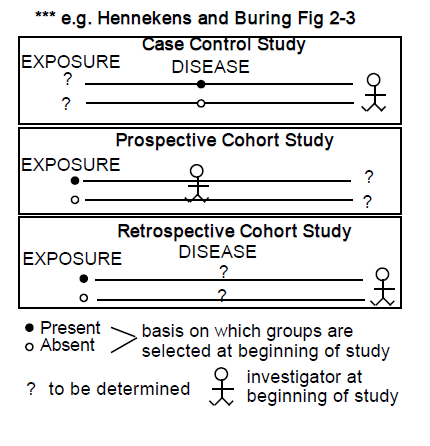 *** e.g. Hennekens and Buring Fig 2-3
Case Control Study
EXPOSURE
DISEASE
?
?
Prospective Cohort Study
EXPOSURE
?
?
Retrospective Cohort Study
EXPOSURE
DISEASE
?
?
Present
Absent
basis on which groups are
selected at beginning of study
? to be determined
investigator at
beginning of study